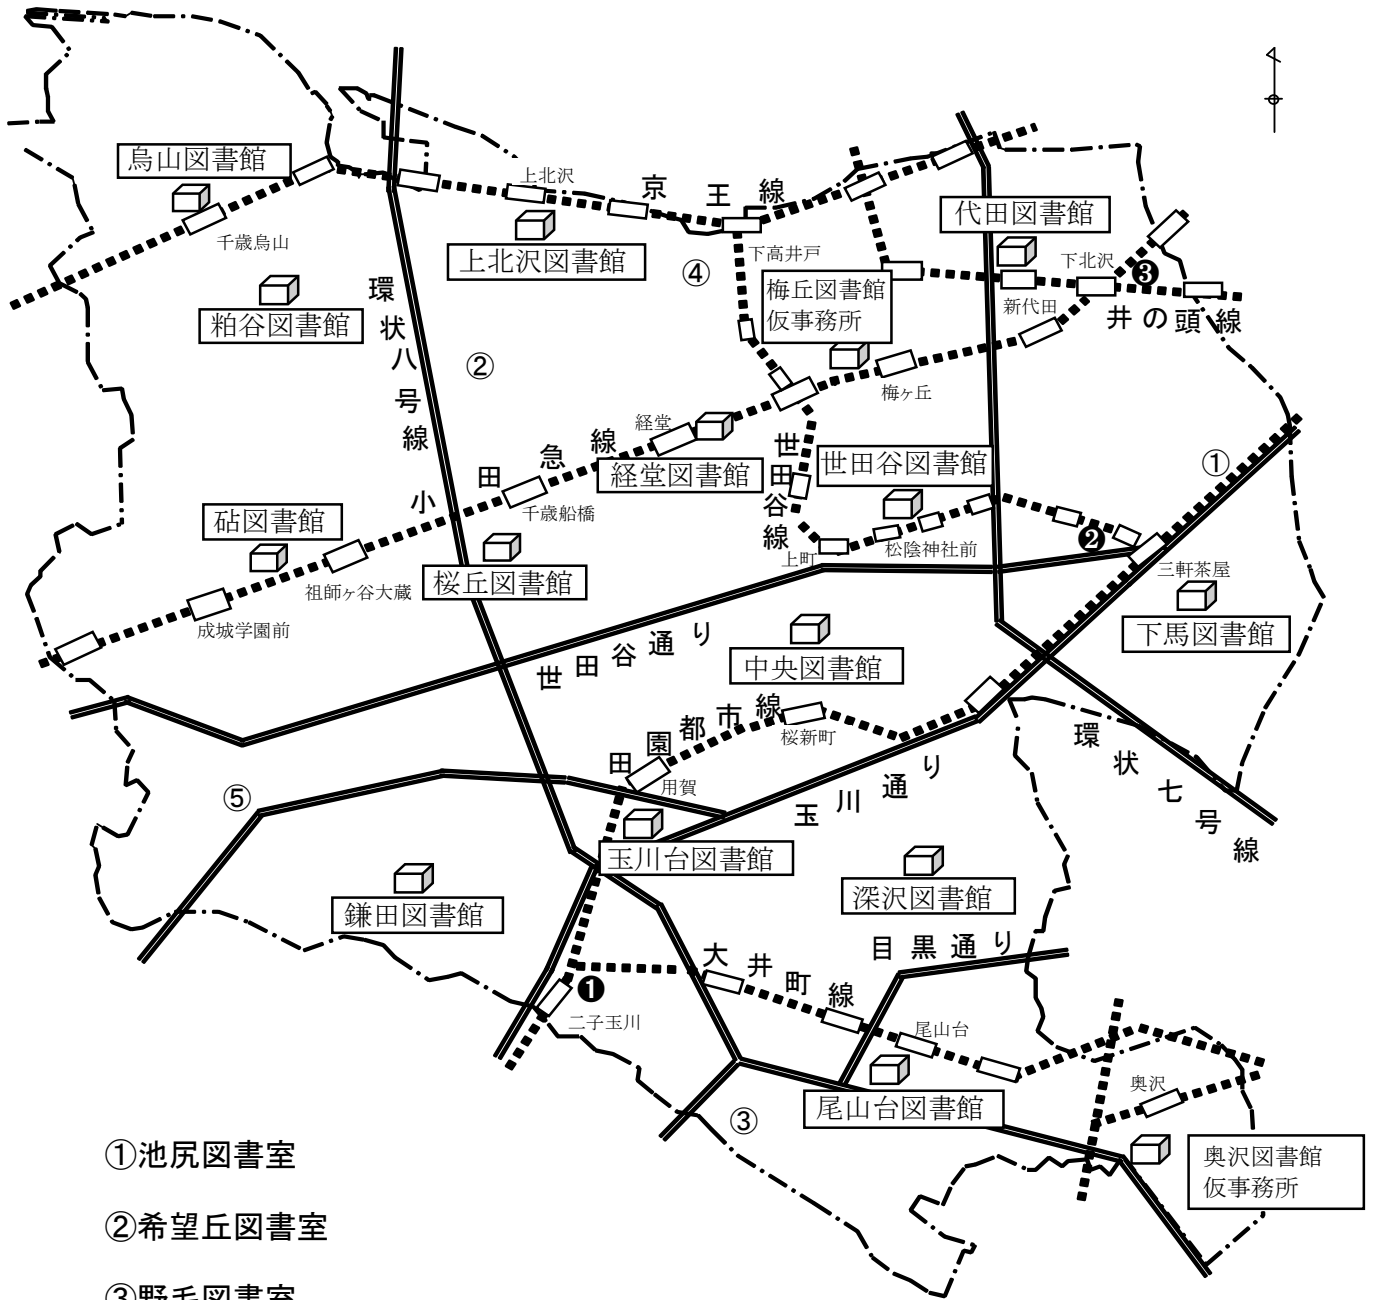 烏山図書館
千歳烏山
粕谷図書館
上北沢
上北沢図書館
京王線
環状八号線
②
④
下高井戸
梅丘図書館
仮事務所
代田図書館
新代田
下北沢
❸
井の頭線
梅ヶ丘
経堂
経堂図書館
小田急線
千歳船橋
世田谷線
世田谷図書館
①
砧図書館
祖師ヶ谷大蔵
成城学園前
桜丘図書館
上町
松陰神社前
❷
三軒茶屋
下馬図書館
世田谷通り
中央図書館
田園都市線
桜新町
用賀
玉川通り
環状七号線
⑤
玉川台図書館
鎌田図書館
深沢図書館
目黒通り
大井町線
❶
二子玉川
尾山台
尾山台図書館
奥沢
③
奥沢図書館
仮事務所
①池尻図書室
②希望丘図書室
③野毛図書室